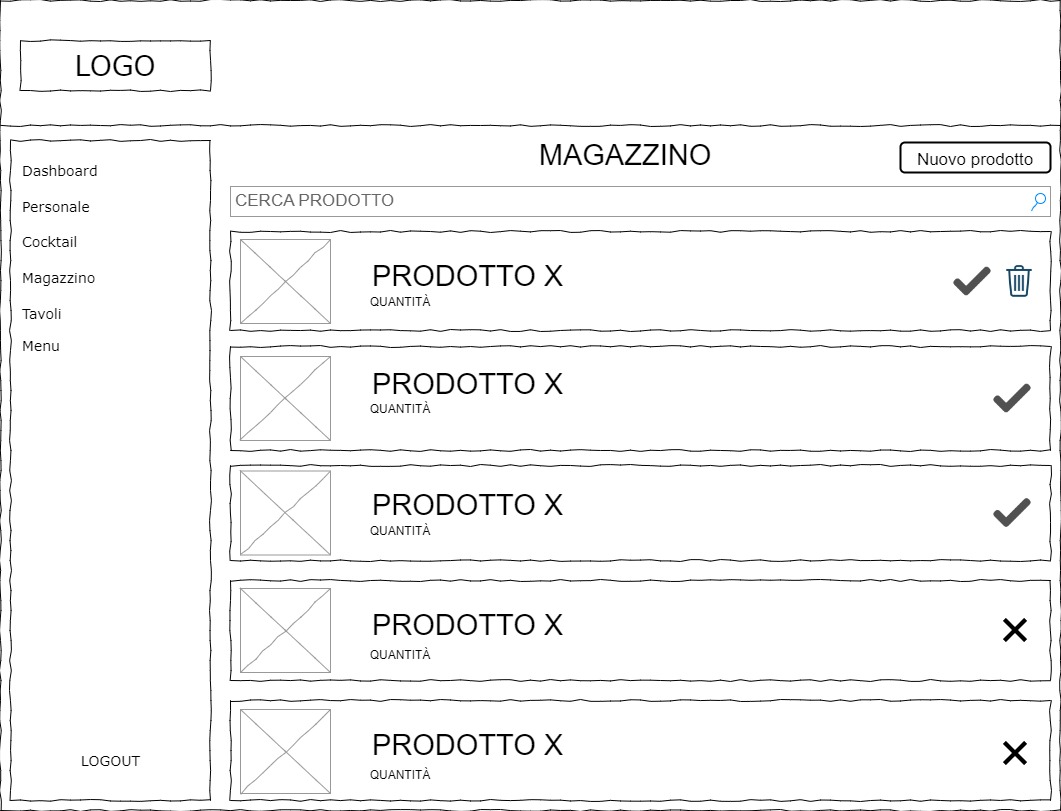 LOGO
Dashboard
Personale
Cocktail
Magazzino
Tavoli
Menu
LOGOUT
MAGAZZINO
Nuovo prodotto
CERCA PRODOTTO
PRODOTTO X
QUANTITÀ
PRODOTTO X
QUANTITÀ
PRODOTTO X
QUANTITÀ
PRODOTTO X
QUANTITÀ
PRODOTTO X
QUANTITÀ